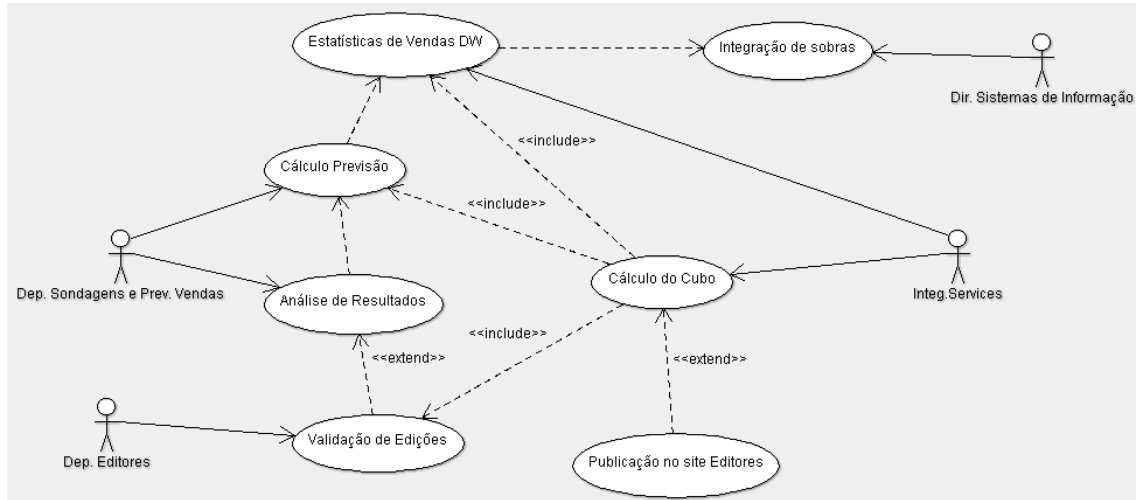 Estatísticas de Vendas DW
Integração de sobras
Dir. Sistemas de Informação
<<include>>
Cálculo Previsão
<<include>>
Dep. Sondagens e Prev. Vendas
Análise de Resultados
Cálculo do Cubo
Integ.Services
<<include>>
<<extend>>
<<extend>>
Dep. Editores
Validação de Edições
Publicação no site Editores